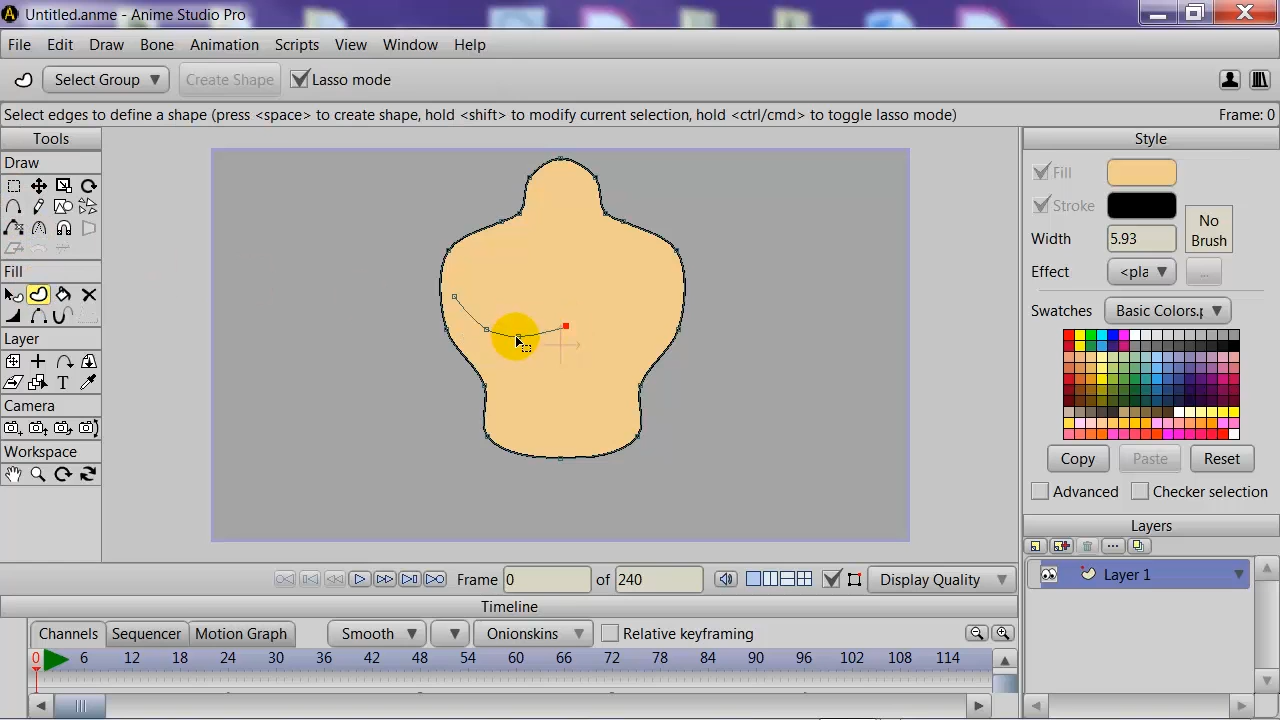 Untitled.anme - Anime Studio Pro
File Edit Draw Bone Animation Scripts View Window Help
Select Group Create Shape Lasso mode
Select edges to define a shape (press <space> to create shape, hold <shift> to modify current selection, hold <ctrl/cmd> to toggle lasso mode) Frame: 0
Tools
Draw
Fill
Layer
Camera
Workspace
Style
Fill
Stroke
No Brush
Width 5.93
Effect <pla ...
Swatches Basic Colors.p
Copy Paste Reset
Advanced Checker selection
Layers
Layer 1
Frame 0 of 240 Display Quality
Timeline
Channels Sequencer Motion Graph Smooth Onionskins Relative keyframing
0 6 12 18 24 30 36 42 48 54 60 66 72 78 84 90 96 102 108 114